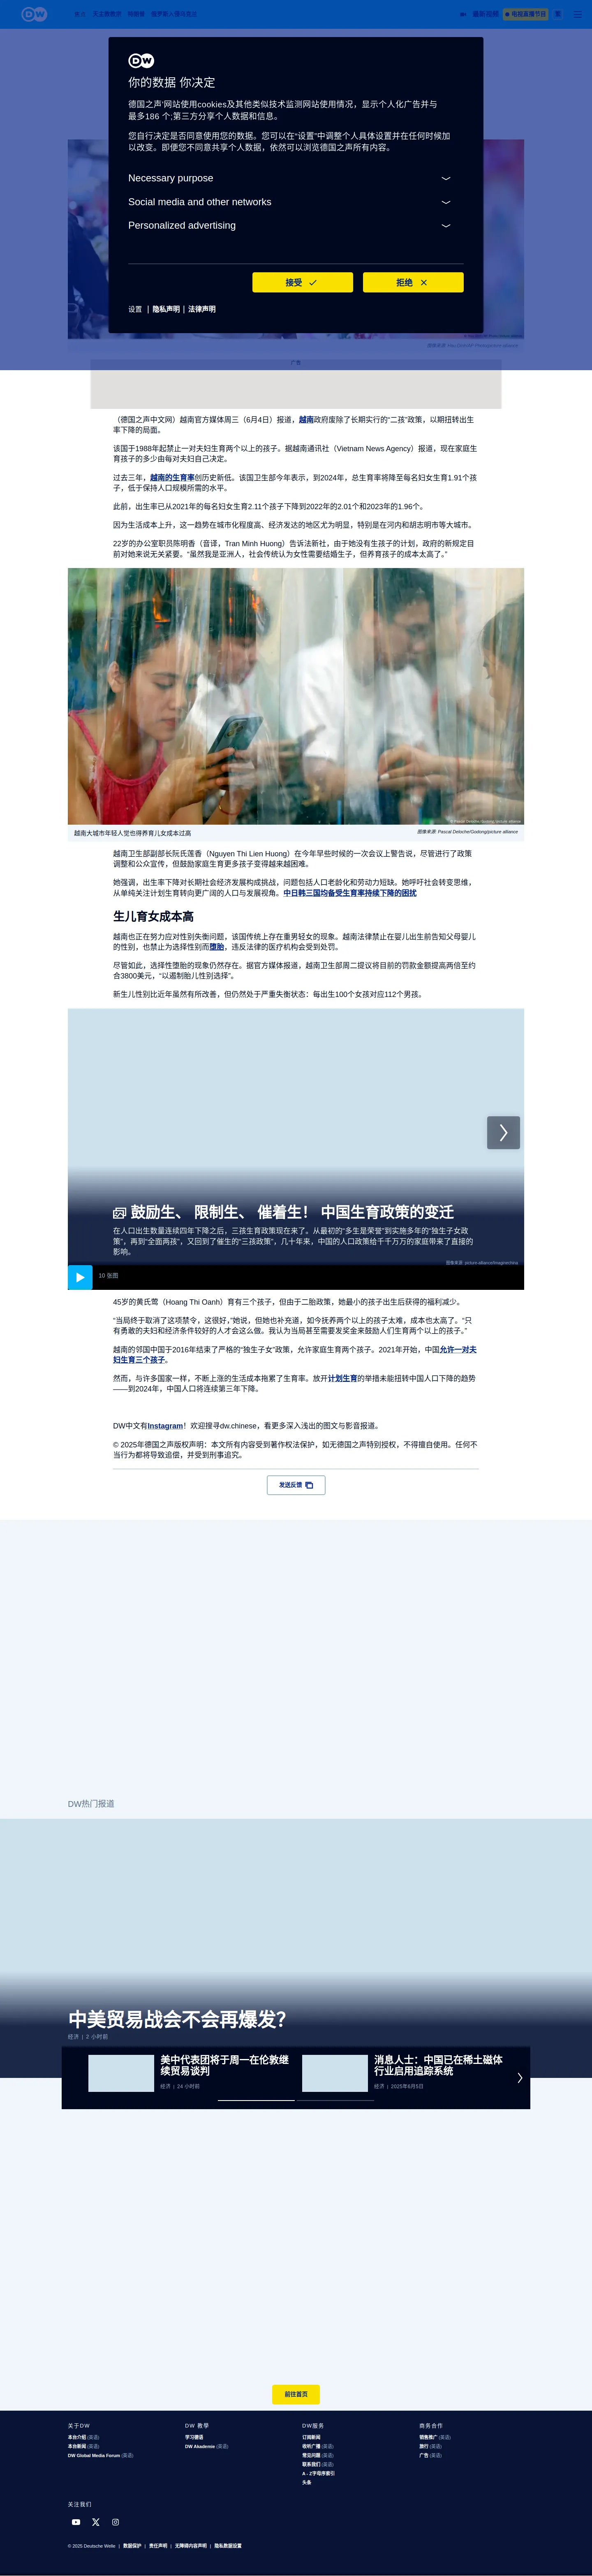 DW
最新视频
电视直播节目
DW
你的数据 你决定
德国之声'网站使用cookies及其他类似技术监测网站使用情况，显示个人化广告并与
最多186 个;第三方分享个人数据和信息。
您自行决定是否同意使用您的数据。您可以在“设置”中调整个人具体设置并在任何时候加
以改变。即便您不同意共享个人数据，依然可以浏览德国之声所有内容。
Necessary purpose
Social media and other networks
Personalized advertising
接受
拒绝
设置 | 隐私声明 | 法律声明
广告
（德国之声中文网）越南官方媒体周三（6月4日）报道，越南政府废除了长期实行的“二孩”政策，以期扭转出生
率下降的局面。
该国于1988年起禁止一对夫妇生育两个以上的孩子。据越南通讯社（Vietnam News Agency）报道，现在家庭生
育孩子的多少由每对夫妇自己决定。
过去三年，越南的生育率创历史新低。该国卫生部今年表示，到2024年，总生育率将降至每名妇女生育1.91个孩
子，低于保持人口规模所需的水平。
此前，出生率已从2021年的每名妇女生育2.11个孩子下降到2022年的2.01个和2023年的1.96个。
因为生活成本上升，这一趋势在城市化程度高、经济发达的地区尤为明显，特别是在河内和胡志明市等大城市。
22岁的办公室职员陈明香（音译，Tran Minh Huong）告诉法新社，由于她没有生孩子的计划，政府的新规定目
前对她来说无关紧要。“虽然我是亚洲人，社会传统认为女性需要结婚生子，但养育孩子的成本太高了。”
越南大城市年轻人觉也得养育儿女成本过高
图像来源: Pascal Deloche/Godong/picture alliance
越南卫生部副部长阮氏莲香（Nguyen Thi Lien Huong）在今年早些时候的一次会议上警告说，尽管进行了政策
调整和公众宣传，但鼓励家庭生育更多孩子变得越来越困难。
她强调，出生率下降对长期社会经济发展构成挑战，问题包括人口老龄化和劳动力短缺。她呼吁社会转变思维，
从单纯关注计划生育转向更广阔的人口与发展视角。中日韩三国均备受生育率持续下降的困扰
生儿育女成本高
越南也正在努力应对性别失衡问题，该国传统上存在重男轻女的现象。越南法律禁止在婴儿出生前告知父母婴儿
的性别，也禁止为选择性别而堕胎，违反法律的医疗机构会受到处罚。
尽管如此，选择性堕胎的现象仍然存在。据官方媒体报道，越南卫生部周二提议将目前的罚款金额提高两倍至约
合3800美元，“以遏制胎儿性别选择”。
新生儿性别比近年虽然有所改善，但仍然处于严重失衡状态：每出生100个女孩对应112个男孩。
鼓励生、 限制生、 催着生！ 中国生育政策的变迁
在人口出生数量连续四年下降之后，三孩生育政策现在来了。从最初的“多生是荣誉”到实施多年的“独生子女政
策”，再到“全面两孩”，又回到了催生的“三孩政策”，几十年来，中国的人口政策给千千万万的家庭带来了直接的
影响。
图像来源: picture-alliance/Imaginechina
10 张图
45岁的黄氏莺（Hoang Thi Oanh）育有三个孩子，但由于二胎政策，她最小的孩子出生后获得的福利减少。
“当局终于取消了这项禁令，这很好，”她说，但她也补充道，如今抚养两个以上的孩子太难，成本也太高了。“只
有勇敢的夫妇和经济条件较好的人才会这么做。我认为当局甚至需要发奖金来鼓励人们生育两个以上的孩子。”
越南的邻国中国于2016年结束了严格的“独生子女”政策，允许家庭生育两个孩子。2021年开始，中国允许一对夫
妇生育三个孩子。
然而，与许多国家一样，不断上涨的生活成本拖累了生育率。放开计划生育的举措未能扭转中国人口下降的趋势
——到2024年，中国人口将连续第三年下降。
DW中文有Instagram！欢迎搜寻dw.chinese，看更多深入浅出的图文与影音报道。
© 2025年德国之声版权声明：本文所有内容受到著作权法保护，如无德国之声特别授权，不得擅自使用。任何不
当行为都将导致追偿，并受到刑事追究。
发送反馈
DW热门报道
中美贸易战会不会再爆发？
经济 | 2 小时前
美中代表团将于周一在伦敦继
续贸易谈判
经济 | 24 小时前
消息人士：中国已在稀土磁体
行业启用追踪系统
经济 | 2025年6月5日
前往首页
关于DW
本台介绍 (英语)
本台新闻 (英语)
DW Global Media Forum (英语)
DW 教學
学习德语
DW Akademie (英语)
DW服务
订阅新闻
收听广播 (英语)
常见问题 (英语)
联系我们 (英语)
A - Z字母序索引
头条
商务合作
销售推广 (英语)
旅行 (英语)
广告 (英语)
关注我们
© 2025 Deutsche Welle | 数据保护 | 责任声明 | 无障碍内容声明 | 隐私数据设置